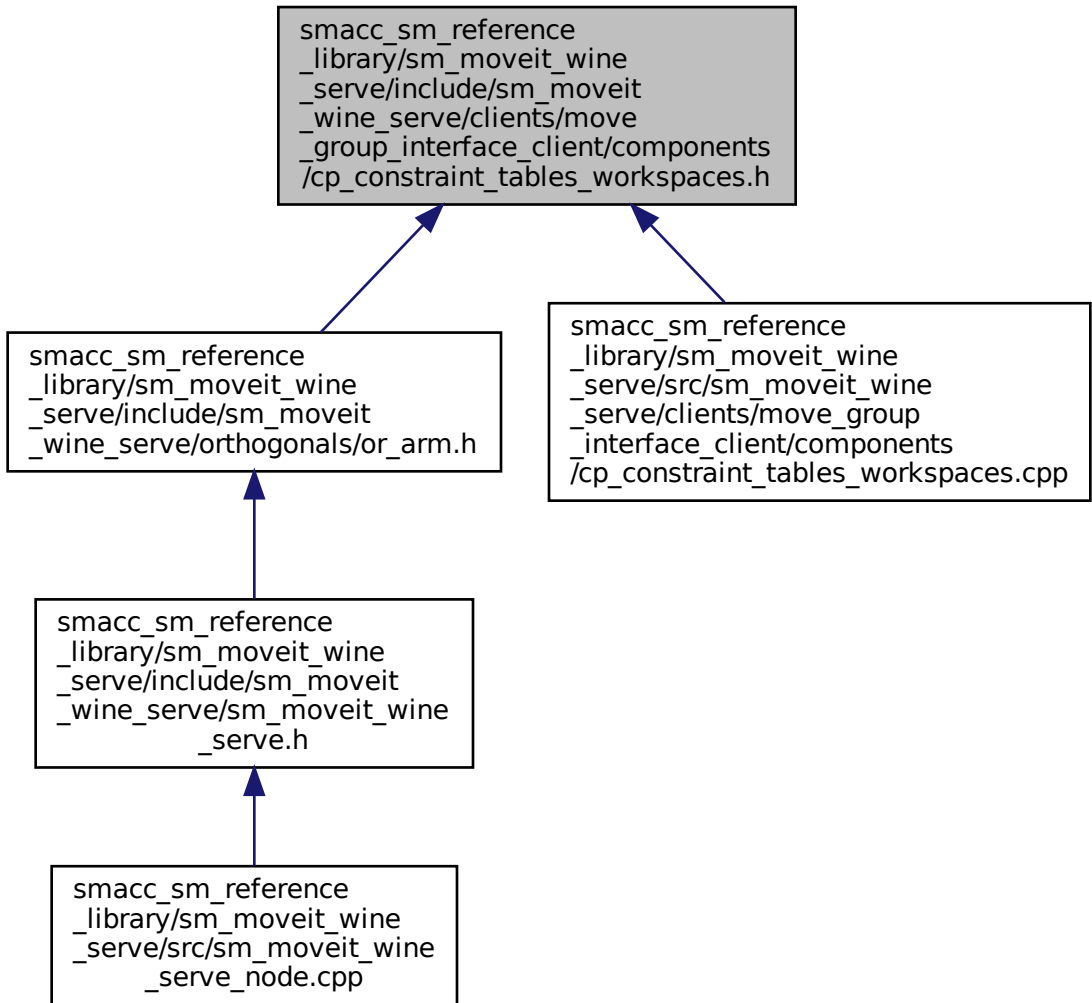 smacc_sm_reference
_library/sm_moveit_wine
_serve/include/sm_moveit
_wine_serve/clients/move
_group_interface_client/components
/cp_constraint_tables_workspaces.h
smacc_sm_reference
_library/sm_moveit_wine
_serve/include/sm_moveit
_wine_serve/orthogonals/or_arm.h
smacc_sm_reference
_library/sm_moveit_wine
_serve/src/sm_moveit_wine
_serve/clients/move_group
_interface_client/components
/cp_constraint_tables_workspaces.cpp
smacc_sm_reference
_library/sm_moveit_wine
_serve/include/sm_moveit
_wine_serve/sm_moveit_wine
_serve.h
smacc_sm_reference
_library/sm_moveit_wine
_serve/src/sm_moveit_wine
_serve_node.cpp